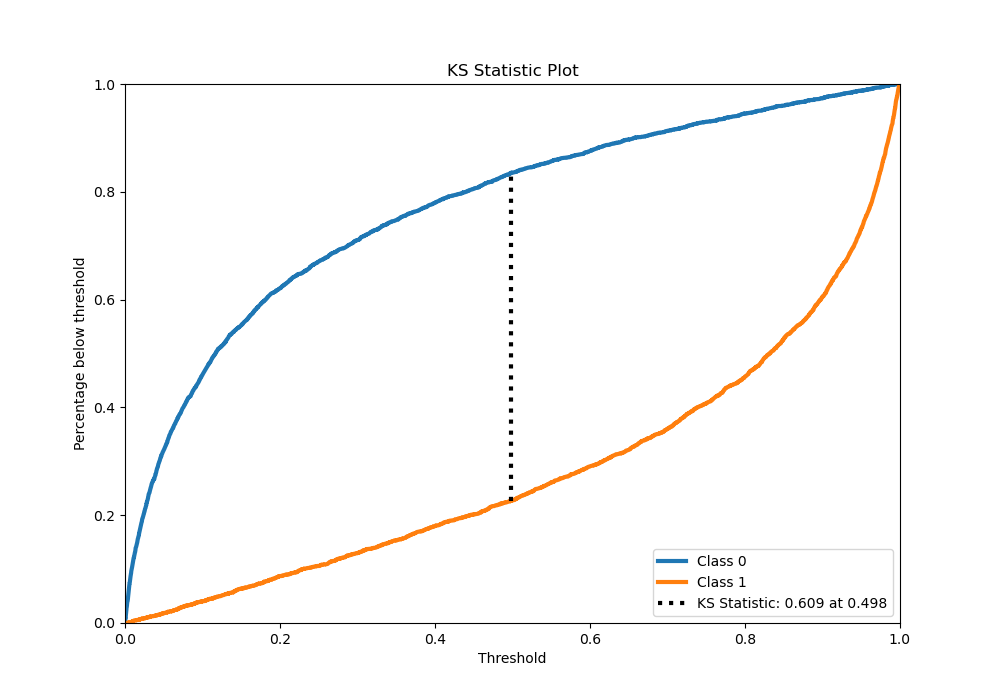 KS Statistic Plot
Percentage below threshold
1.0
0.8
0.6
0.4
0.2
0.0
0.0 0.2 0.4 0.6 0.8 1.0
Threshold
Class 0
Class 1
KS Statistic: 0.609 at 0.498